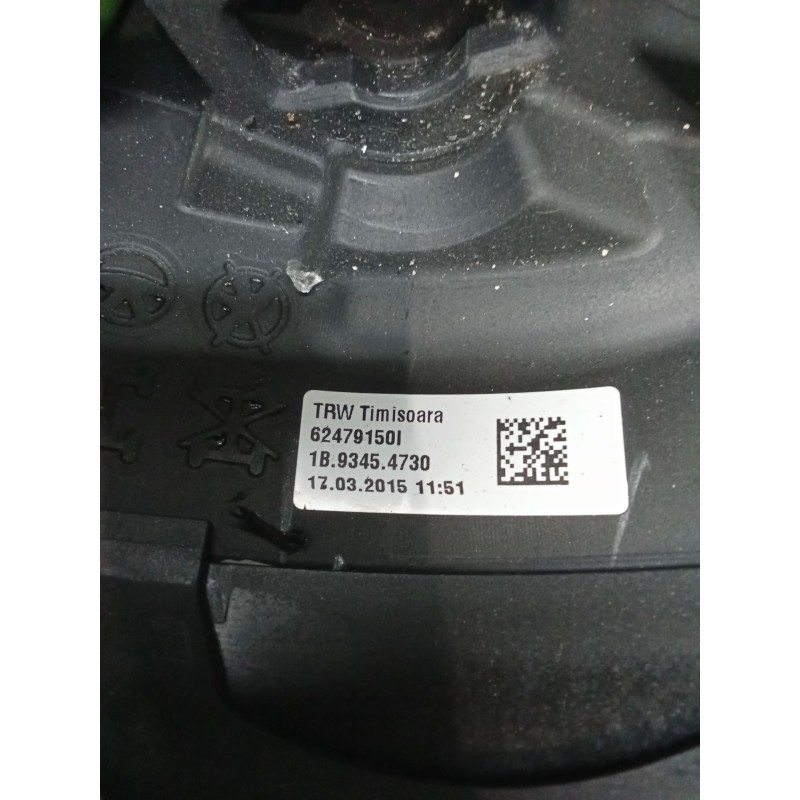 TRW Timisoara
62479150I
1B.9345.4730
17.03.2015 11:51